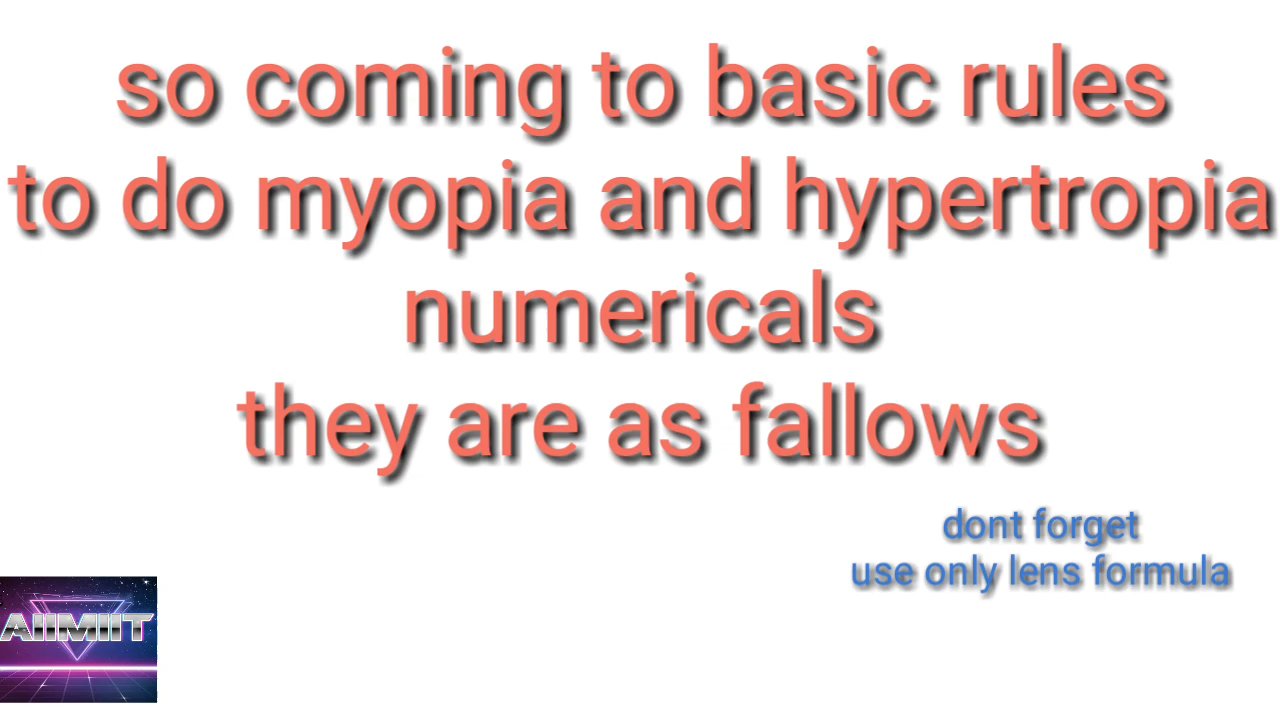 so coming to basic rules
to do myopia and hypertropia
numericals
they are as fallows
dont forget
use only lens formula
AIIMIIT